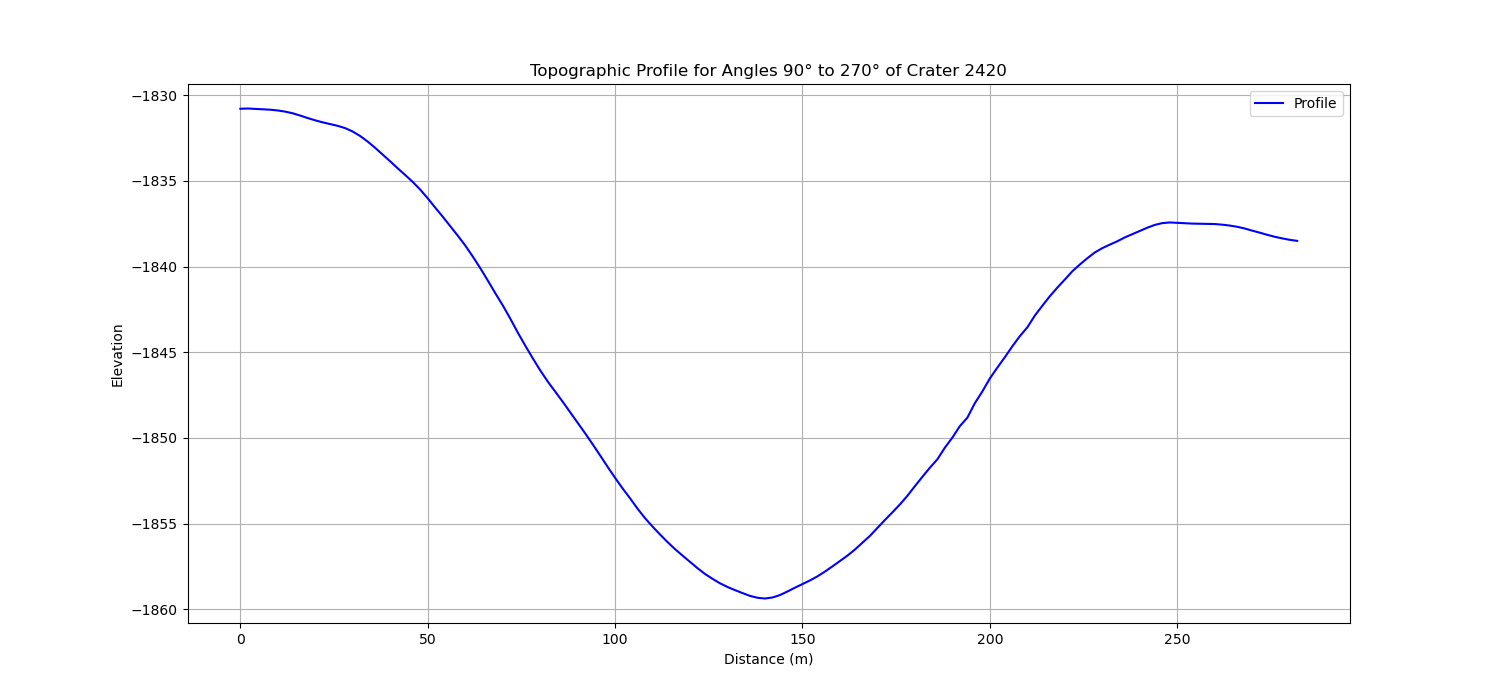 Topographic Profile for Angles 90° to 270° of Crater 2420
Profile
Elevation
−1830
−1835
−1840
−1845
−1850
−1855
−1860
0 50 100 150 200 250
Distance (m)